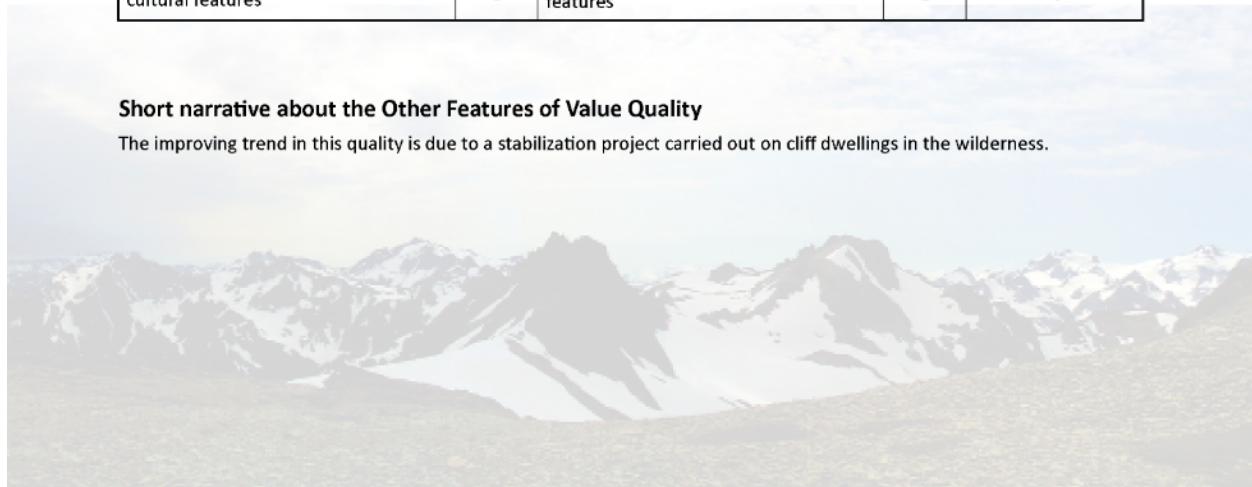 cultural features
features
Short narrative about the Other Features of Value Quality
The improving trend in this quality is due to a stabilization project carried out on cliff dwellings in the wilderness.